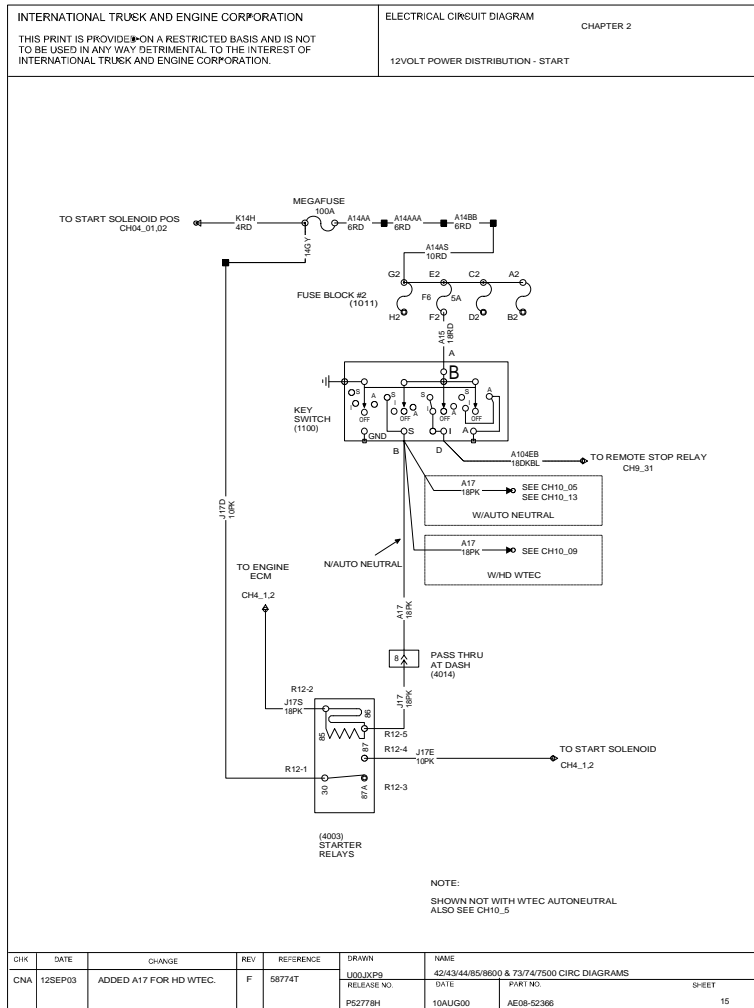 INTERNATIONAL TRUCK AND ENGINE CORPORATION
THIS PRINT IS PROVIDED ON A RESTRICTED BASIS AND IS NOT
TO BE USED IN ANY WAY DETRIMENTAL TO THE INTEREST OF
INTERNATIONAL TRUCK AND ENGINE CORPORATION.
ELECTRICAL CIRCUIT DIAGRAM
CHAPTER 2
12VOLT POWER DISTRIBUTION - START
MEGAFUSE
100A
TO START SOLENOID POS
CH04_01,02
K14H
4RD
A14AA
6RD
A14AAA
6RD
A14BB
6RD
14GY
A14AS
10RD
G2 E2 C2 A2
FUSE BLOCK #2
(1011)
F6 5A
H2 F2 D2 B2
A15
18RD
A
B
S A I OFF
S I OFF A
S I OFF A
S I OFF A
KEY
SWITCH
(1100)
GND S I A
B D
A104EB
18DKBL
TO REMOTE STOP RELAY
CH9_31
A17
18PK
SEE CH10_05
SEE CH10_13
W/AUTO NEUTRAL
A17
18PK
SEE CH10_09
W/HD WTEC
N/AUTO NEUTRAL
J17D
10PK
TO ENGINE
ECM
CH4_1,2
A17
18PK
8
PASS THRU
AT DASH
(4014)
J17
18PK
R12-2
J17S
18PK
86
85
R12-5
87
R12-4
J17E
10PK
TO START SOLENOID
CH4_1,2
R12-1
30
87A
R12-3
(4003)
STARTER
RELAYS
NOTE:
SHOWN NOT WITH WTEC AUTONEUTRAL
ALSO SEE CH10_5
CHK DATE CHANGE REV REFERENCE
CNA 12SEP03 ADDED A17 FOR HD WTEC. F 58774T
DRAWN
U00JXP9
NAME
42/43/44/85/8600 & 73/74/7500 CIRC DIAGRAMS
RELEASE NO.
P52778H
DATE
10AUG00
PART NO.
AE08-52366
SHEET
15